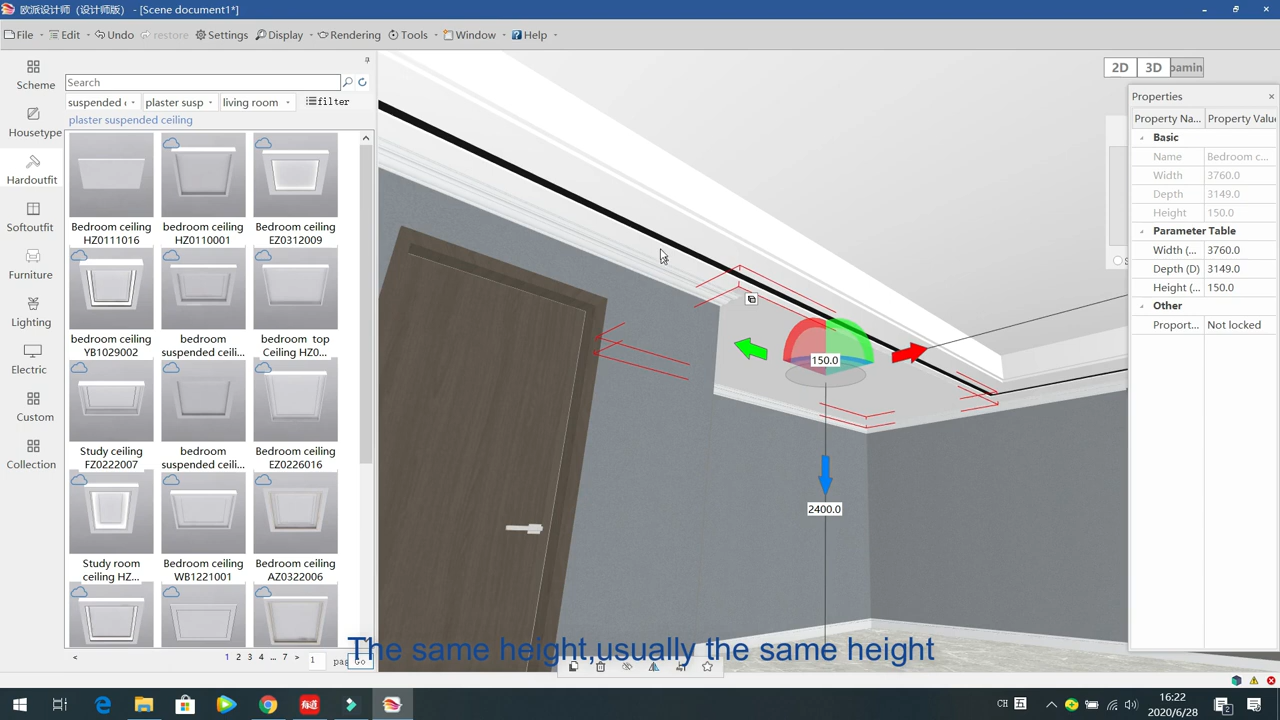 欧派设计师（设计师版） - [Scene document1*]
File Edit Undo restore Settings Display Rendering Tools Window Help
Scheme
Housetype
Hardoutfit
Softoutfit
Furniture
Lighting
Electric
Custom
Collection
Search
suspended plaster susp living room filter
plaster suspended ceiling
Bedroom ceiling HZ0111016
bedroom ceiling HZ0110001
Bedroom ceiling EZ0312009
bedroom ceiling YB1029002
bedroom suspended ceili...
bedroom top Ceiling HZ0...
Study ceiling FZ0222007
bedroom suspended ceili...
Bedroom ceiling EZ0226016
Study room ceiling HZ...
Bedroom ceiling WB1221001
Bedroom ceiling AZ0322006
< 1 2 3 4 ... 7 > 1
2D 3D
150.0
2400.0
Properties
Property Na... Property Value
Basic
Name Bedroom c...
Width 3760.0
Depth 3149.0
Height 150.0
Parameter Table
Width (... 3760.0
Depth (D) 3149.0
Height (... 150.0
Other
Proport... Not locked
The same height,usually the same height
CH 五
16:22
2020/6/28